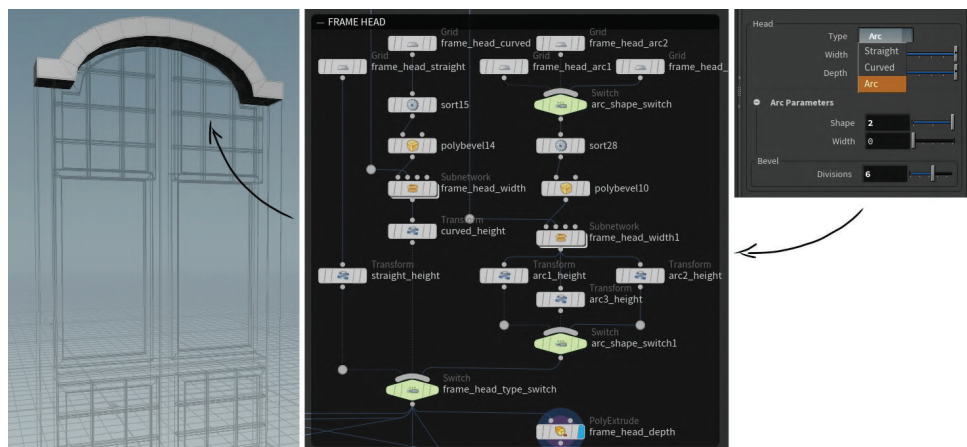 FRAME HEAD
Grid
frame_head_curved
Grid
frame_head_arc2
Grid
frame_head_straight
Grid
frame_head_arc1
Grid
frame_head_
Switch
arc_shape_switch
sort15
polybevel14
sort28
Subnetwork
frame_head_width
polybevel10
Transform
curved_height
Subnetwork
frame_head_width1
Transform
straight_height
Transform
arc1_height
Transform
arc2_height
Transform
arc3_height
Switch
arc_shape_switch1
Switch
frame_head_type_switch
PolyExtrude
frame_head_depth
Head
Type Arc
Straight
Curved
Arc
Width
Depth
Arc Parameters
Shape 2
Width 0
Bevel
Divisions 6